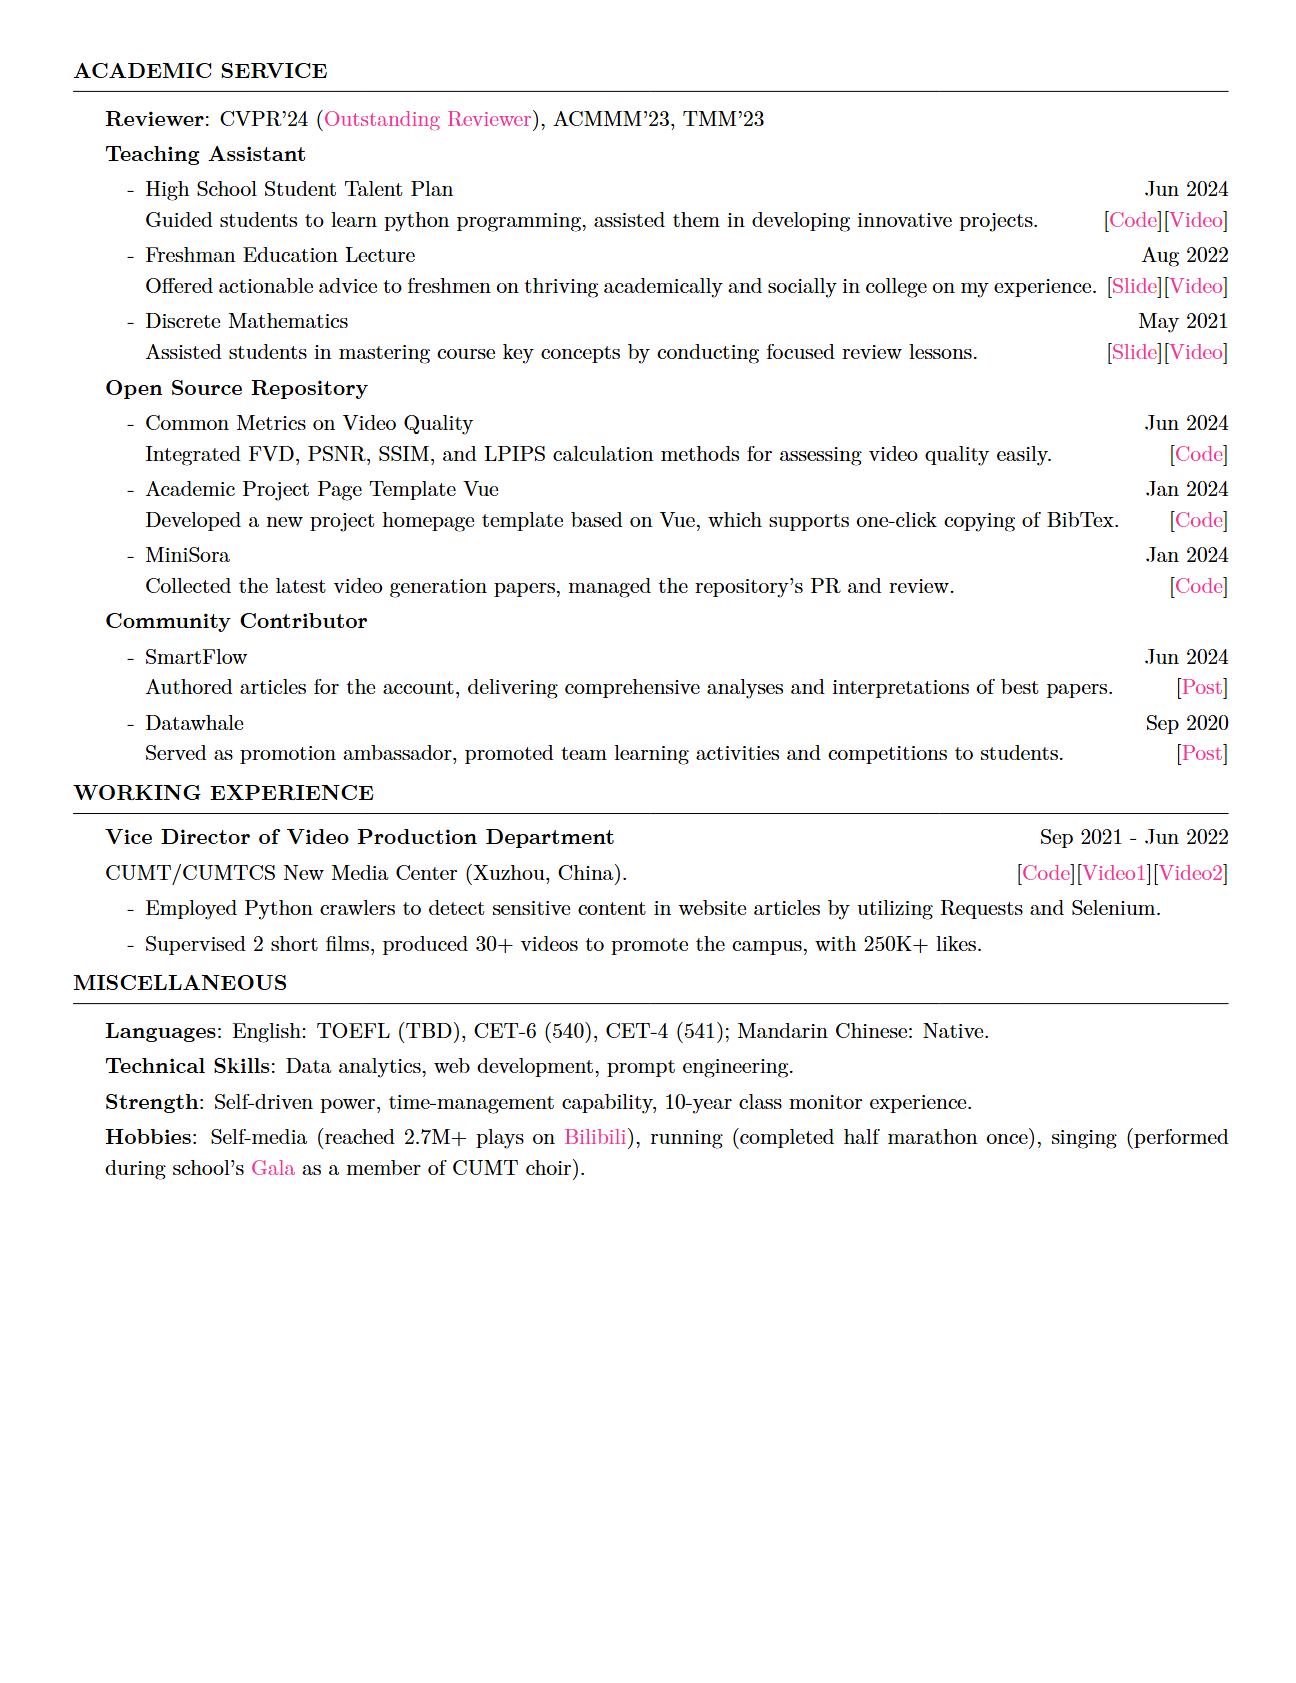 ACADEMIC SERVICE
Reviewer: CVPR'24 (Outstanding Reviewer), ACMMM'23, TMM'23
Teaching Assistant
- High School Student Talent Plan Jun 2024
Guided students to learn python programming, assisted them in developing innovative projects. [Code][Video]
- Freshman Education Lecture Aug 2022
Offered actionable advice to freshmen on thriving academically and socially in college on my experience. [Slide][Video]
- Discrete Mathematics May 2021
Assisted students in mastering course key concepts by conducting focused review lessons. [Slide][Video]
Open Source Repository
- Common Metrics on Video Quality Jun 2024
Integrated FVD, PSNR, SSIM, and LPIPS calculation methods for assessing video quality easily. [Code]
- Academic Project Page Template Vue Jan 2024
Developed a new project homepage template based on Vue, which supports one-click copying of BibTex. [Code]
- MiniSora Jan 2024
Collected the latest video generation papers, managed the repository's PR and review. [Code]
Community Contributor
- SmartFlow Jun 2024
Authored articles for the account, delivering comprehensive analyses and interpretations of best papers. [Post]
- Datawhale Sep 2020
Served as promotion ambassador, promoted team learning activities and competitions to students. [Post]
WORKING EXPERIENCE
Vice Director of Video Production Department Sep 2021 - Jun 2022
CUMT/CUMTCS New Media Center (Xuzhou, China). [Code][Video1][Video2]
- Employed Python crawlers to detect sensitive content in website articles by utilizing Requests and Selenium.
- Supervised 2 short films, produced 30+ videos to promote the campus, with 250K+ likes.
MISCELLANEOUS
Languages: English: TOEFL (TBD), CET-6 (540), CET-4 (541); Mandarin Chinese: Native.
Technical Skills: Data analytics, web development, prompt engineering.
Strength: Self-driven power, time-management capability, 10-year class monitor experience.
Hobbies: Self-media (reached 2.7M+ plays on Bilibili), running (completed half marathon once), singing (performed
during school's Gala as a member of CUMT choir).